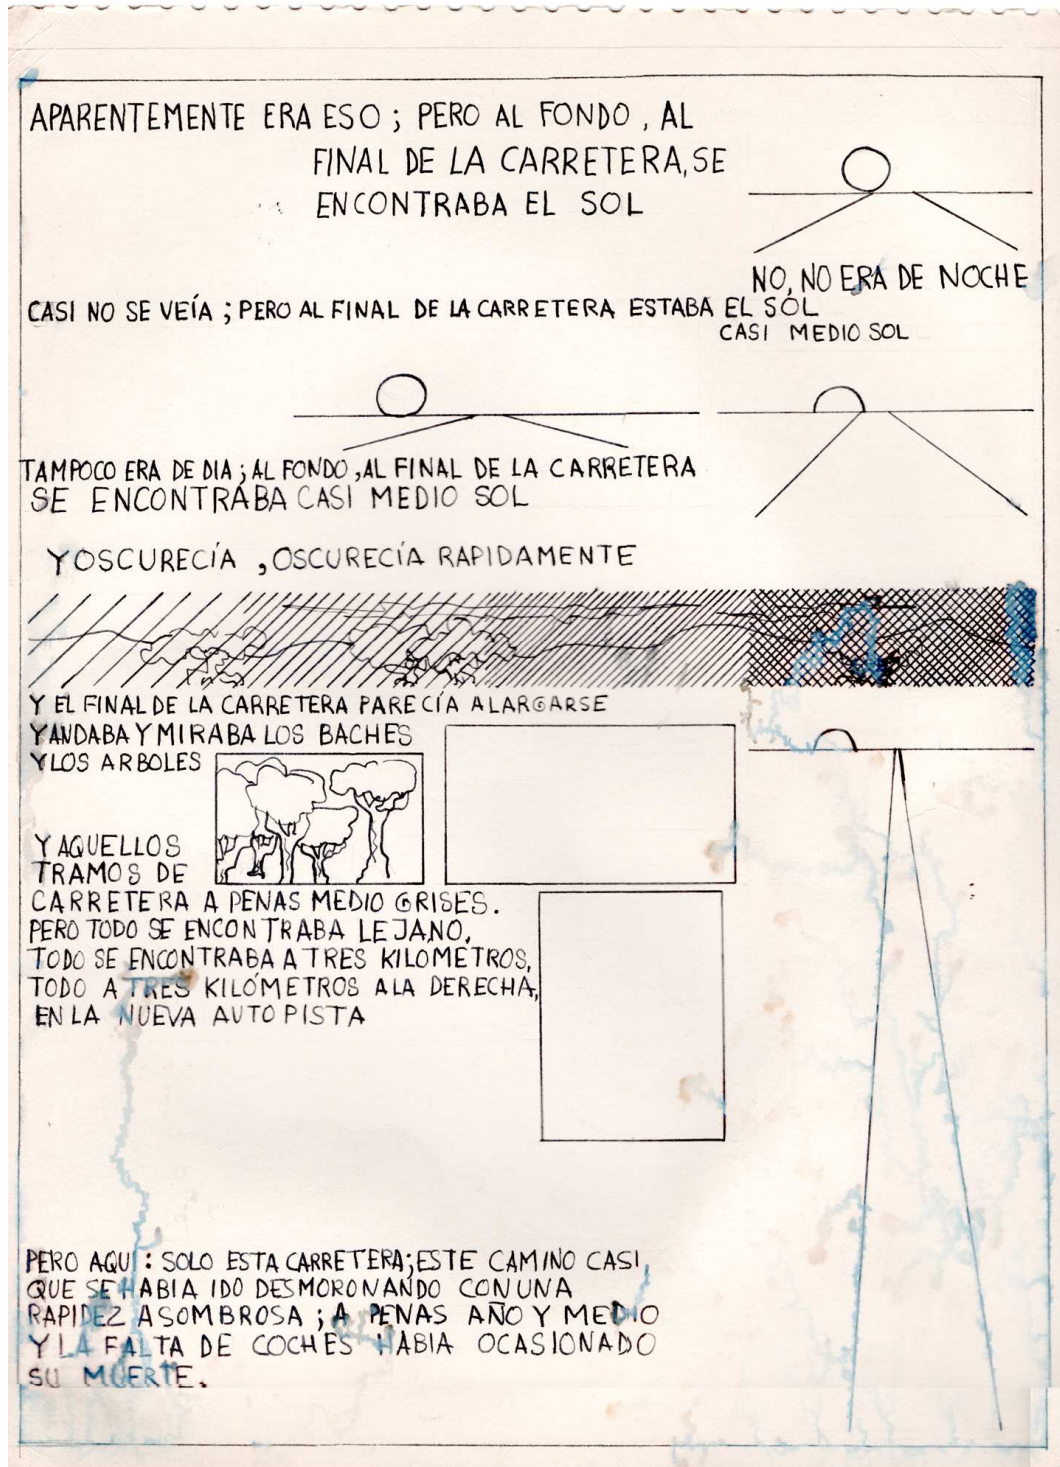 APARENTEMENTE ERA ESO ; PERO AL FONDO , AL
FINAL DE LA CARRETERA, SE
ENCONTRABA EL SOL
NO, NO ERA DE NOCHE
CASI NO SE VEÍA ; PERO AL FINAL DE LA CARRETERA ESTABA EL SOL
CASI MEDIO SOL
TAMPOCO ERA DE DIA ; AL FONDO , AL FINAL DE LA CARRETERA
SE ENCONTRABA CASI MEDIO SOL
Y OSCURECÍA , OSCURECÍA RAPIDAMENTE
Y EL FINAL DE LA CARRETERA PARECÍA ALARGARSE
Y ANDABA Y MIRABA LOS BACHES
Y LOS ARBOLES
Y AQUELLOS
TRAMOS DE
CARRETERA A PENAS MEDIO GRISES.
PERO TODO SE ENCONTRABA LEJANO,
TODO SE ENCONTRABA A TRES KILOMETROS,
TODO A TRES KILÓMETROS A LA DERECHA,
EN LA NUEVA AUTOPISTA
PERO AQUI : SOLO ESTA CARRETERA; ESTE CAMINO CASI,
QUE SE HABIA IDO DESMORONANDO CON UNA
RAPIDEZ ASOMBROSA ; A PENAS AÑO Y MEDIO
Y LA FALTA DE COCHES HABIA OCASIONADO
SU MUERTE.